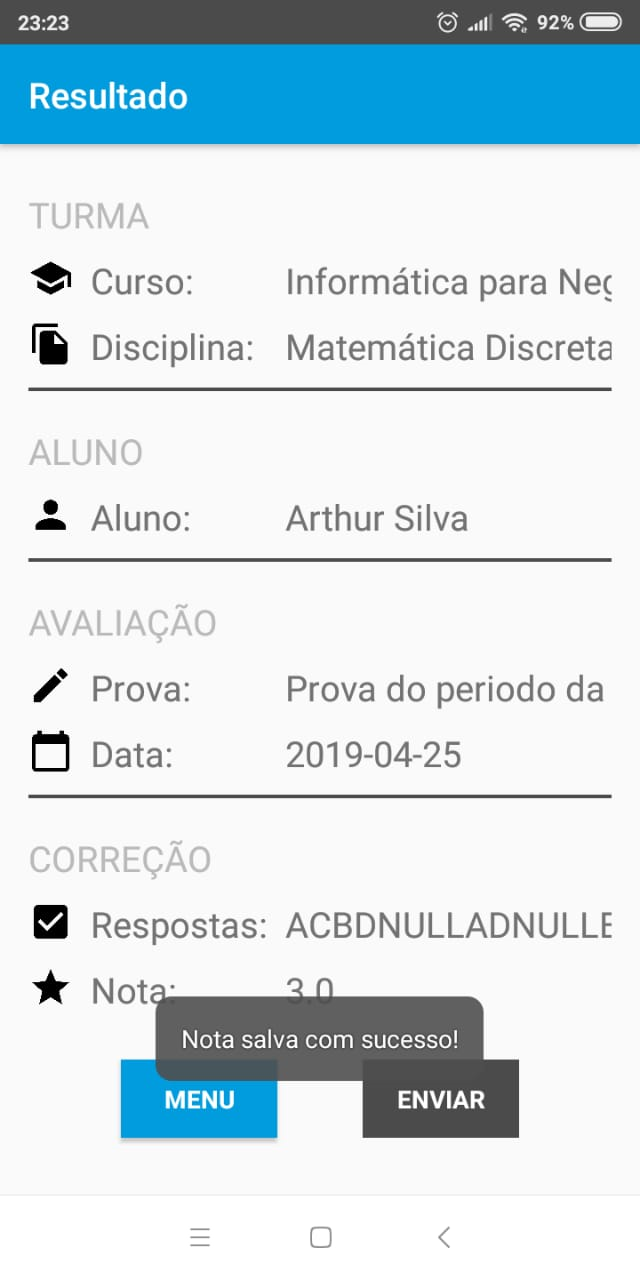 23:23 92%
Resultado
TURMA
Curso: Informática para Neg
Disciplina: Matemática Discreta
ALUNO
Aluno: Arthur Silva
AVALIAÇÃO
Prova: Prova do periodo da
Data: 2019-04-25
CORREÇÃO
Respostas: ACBDNULLADNULLE
Nota: 3.0
Nota salva com sucesso!
MENU ENVIAR